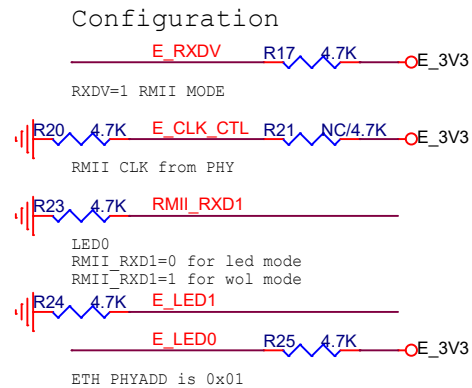 Configuration
E_RXDV R17 4.7K E_3V3
RXDV=1 RMII MODE
R20 4.7K E_CLK_CTL R21 NC/4.7K E_3V3
RMII CLK from PHY
R23 4.7K RMII_RXD1
LED0
RMII_RXD1=0 for led mode
RMII_RXD1=1 for wol mode
R24 4.7K E_LED1
E_LED0 R25 4.7K E_3V3
ETH PHYADD is 0x01